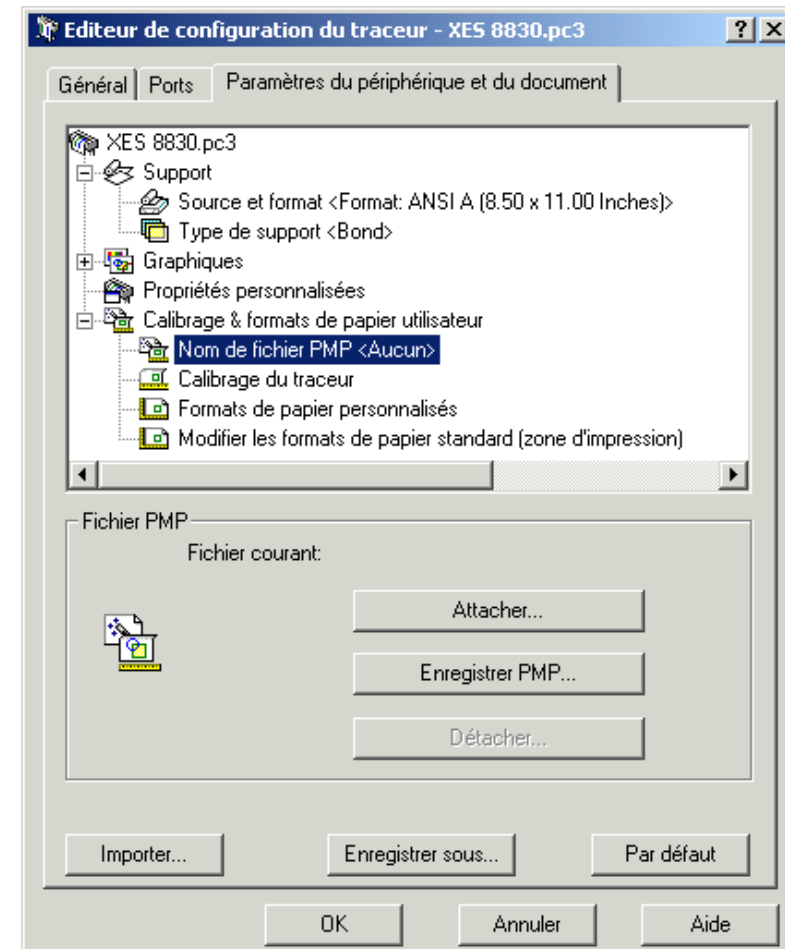 Editeur de configuration du traceur - XES 8830.pc3
Général Ports Paramètres du périphérique et du document
XES 8830.pc3
Support
Source et format <Format: ANSI A (8.50 x 11.00 Inches)>
Type de support <Bond>
Graphiques
Propriétés personnalisées
Calibrage & formats de papier utilisateur
Nom de fichier PMP <Aucun>
Calibrage du traceur
Formats de papier personnalisés
Modifier les formats de papier standard (zone d'impression)
Fichier PMP
Fichier courant:
Attacher...
Enregistrer PMP...
Détacher...
Importer... Enregistrer sous... Par défaut
OK Annuler Aide